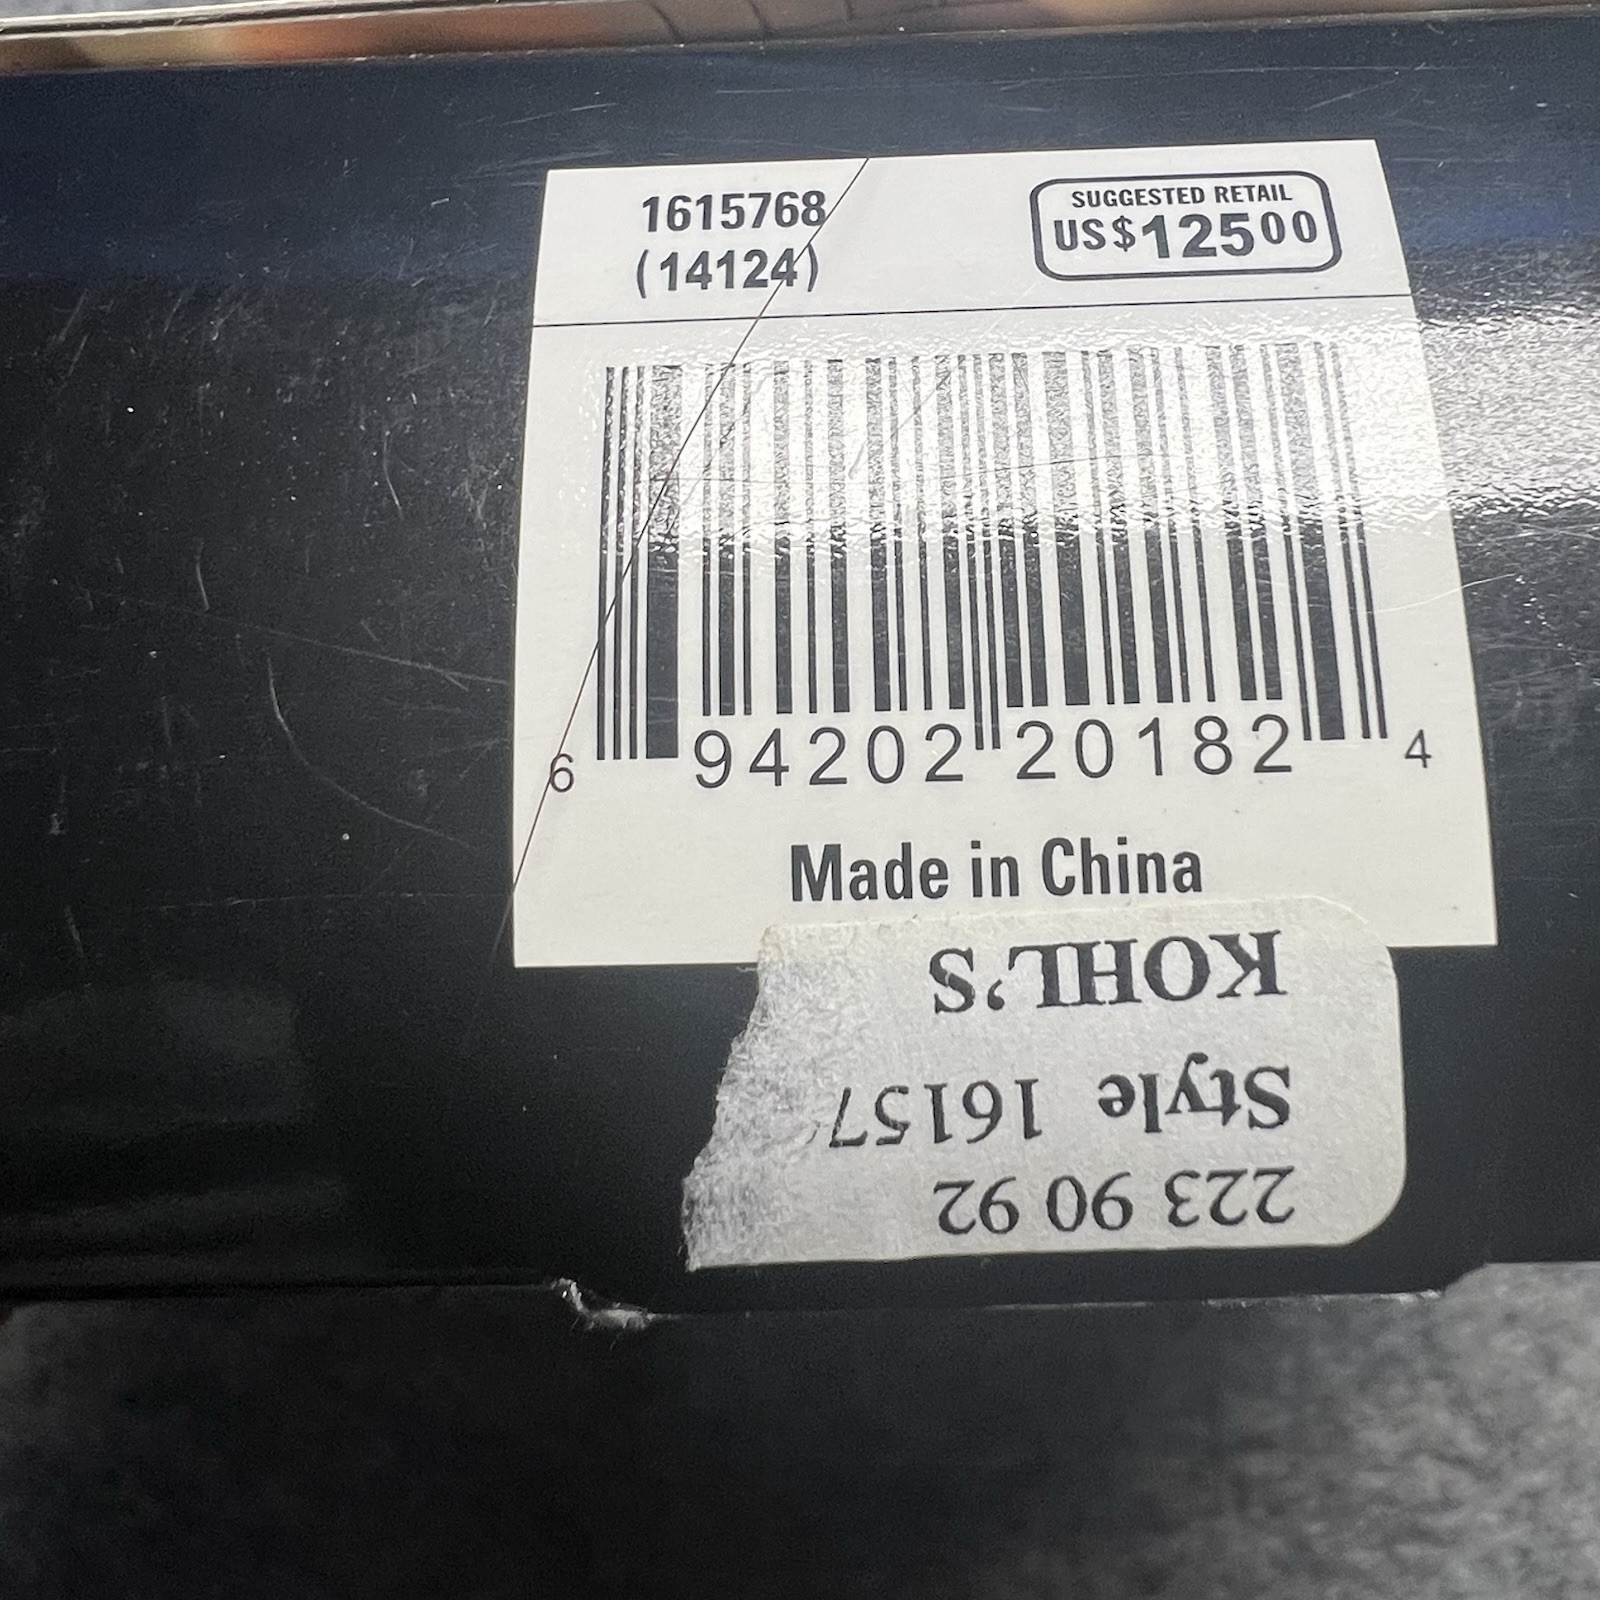 1615768
(14124)
SUGGESTED RETAIL
US $12500
6 94202 20182 4
Made in China
KOHL'S
Style 16157
223 90 92